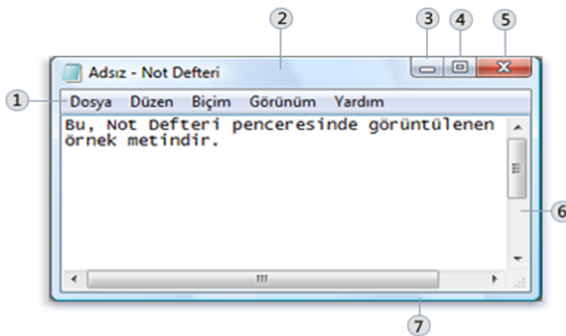 2
3
4
5
Adsız - Not Defteri
1
Dosya Düzen Biçim Görünüm Yardım
Bu, Not Defteri penceresinde görüntülenen
örnek metindir.
6
7